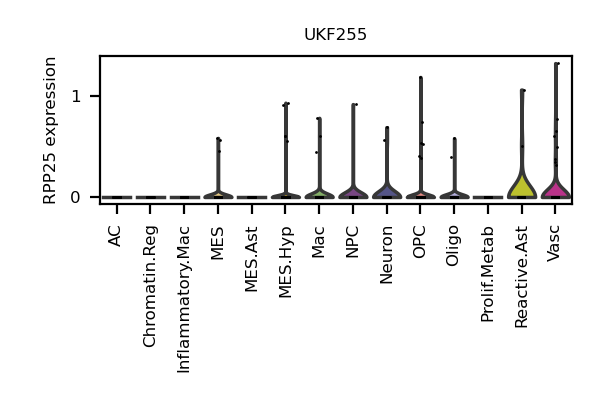 UKF255
RPP25 expression
1
0
AC
Chromatin.Reg
Inflammatory.Mac
MES
MES.Ast
MES.Hyp
Mac
NPC
Neuron
OPC
Oligo
Prolif.Metab
Reactive.Ast
Vasc